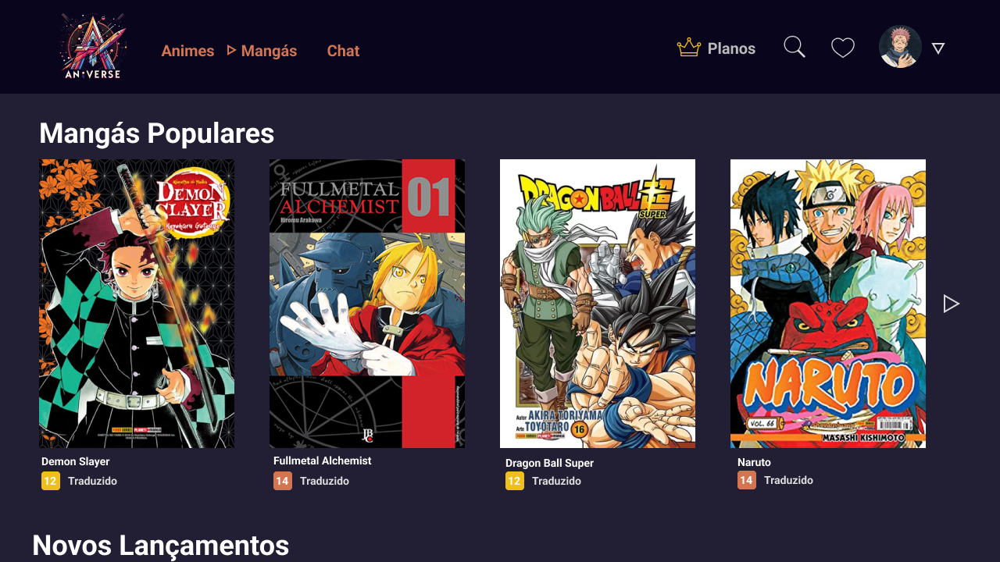 ANIVERSE
Animes
Mangás
Chat
Planos
Mangás Populares
DEMON
SLAYER
Koyoharu Gotouge
FULLMETAL
ALCHEMIST
01
Hiromu Arakawa
JBC
DRAGON BALL
SUPER
Autor AKIRA TORIYAMA
Arte TOYOTARO
16
NARUTO
VOL. 66
MASASHI KISHIMOTO
Demon Slayer
12 Traduzido
Fullmetal Alchemist
14 Traduzido
Dragon Ball Super
12 Traduzido
Naruto
14 Traduzido
Novos Lançamentos